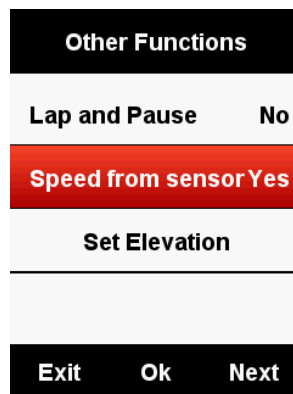 Other Functions
Lap and Pause No
Speed from sensor Yes
Set Elevation
Exit Ok Next